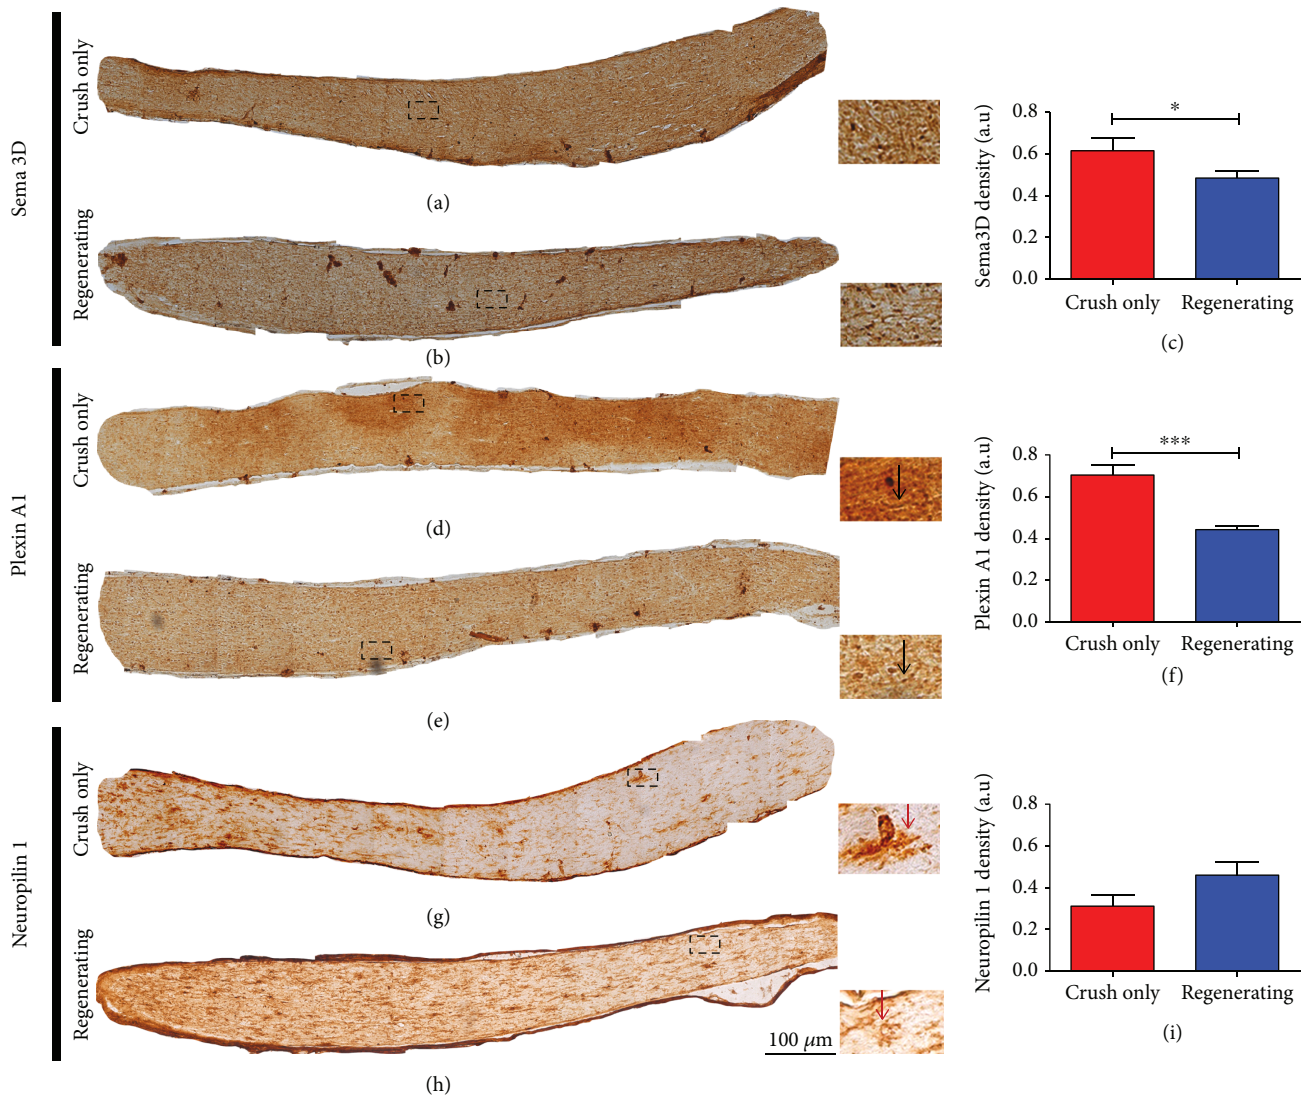 Sema 3D
Crush only
(a)
Regenerating
(b)
Sema3D density (a.u)
0.8
0.6
0.4
0.2
0.0
*
Crush only
Regenerating
(c)
Plexin A1
Crush only
(d)
Regenerating
(e)
Plexin A1 density (a.u)
0.8
0.6
0.4
0.2
0.0
***
Crush only
Regenerating
(f)
Neuropilin 1
Crush only
(g)
Regenerating
100 µm
(h)
Neuropilin 1 density (a.u)
0.8
0.6
0.4
0.2
0.0
Crush only
Regenerating
(i)